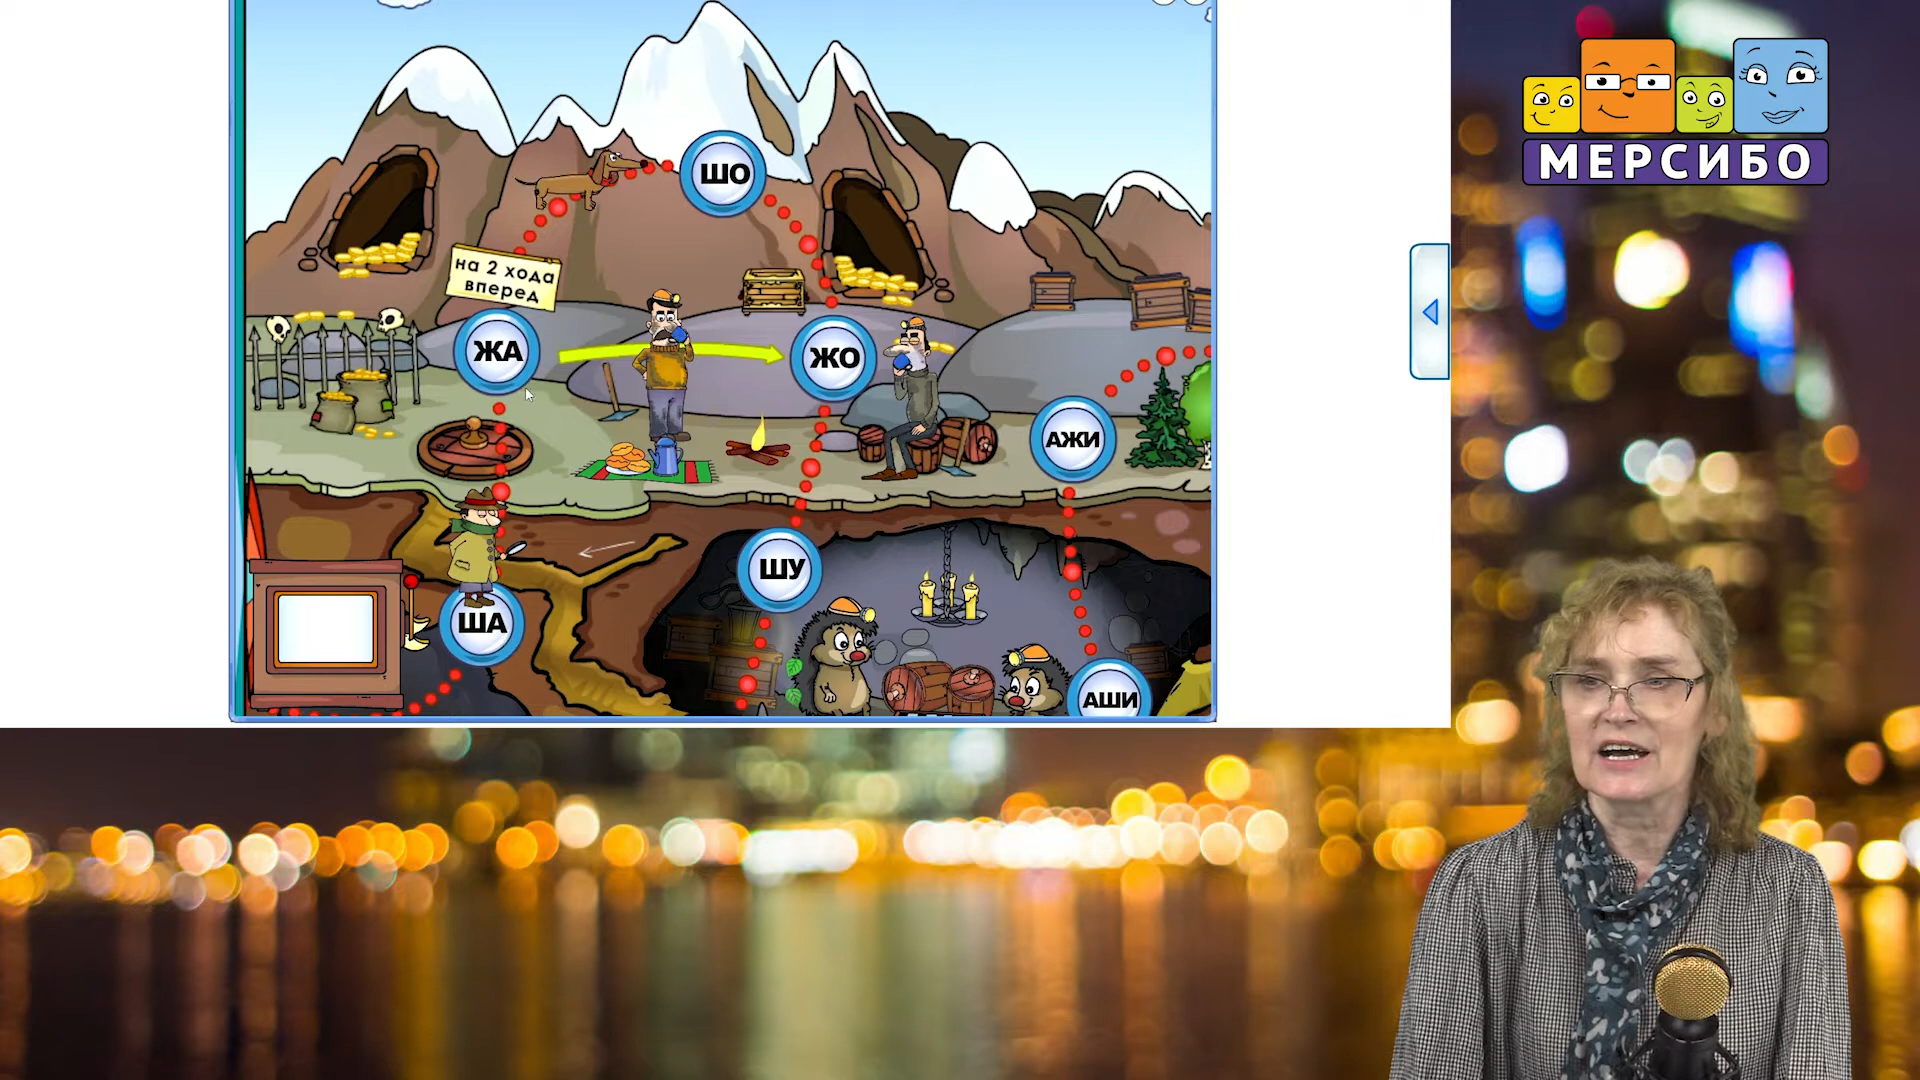 МЕРСИБО
ШО
на 2 хода
вперед
ЖА
ЖО
АЖИ
ШУ
ША
АШИ